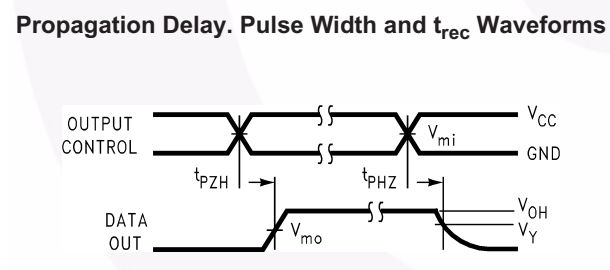 Propagation Delay. Pulse Width and trec Waveforms
OUTPUT
CONTROL
VCC
Vmi
GND
tPZH
tPHZ
DATA
OUT
Vmo
VOH
VY